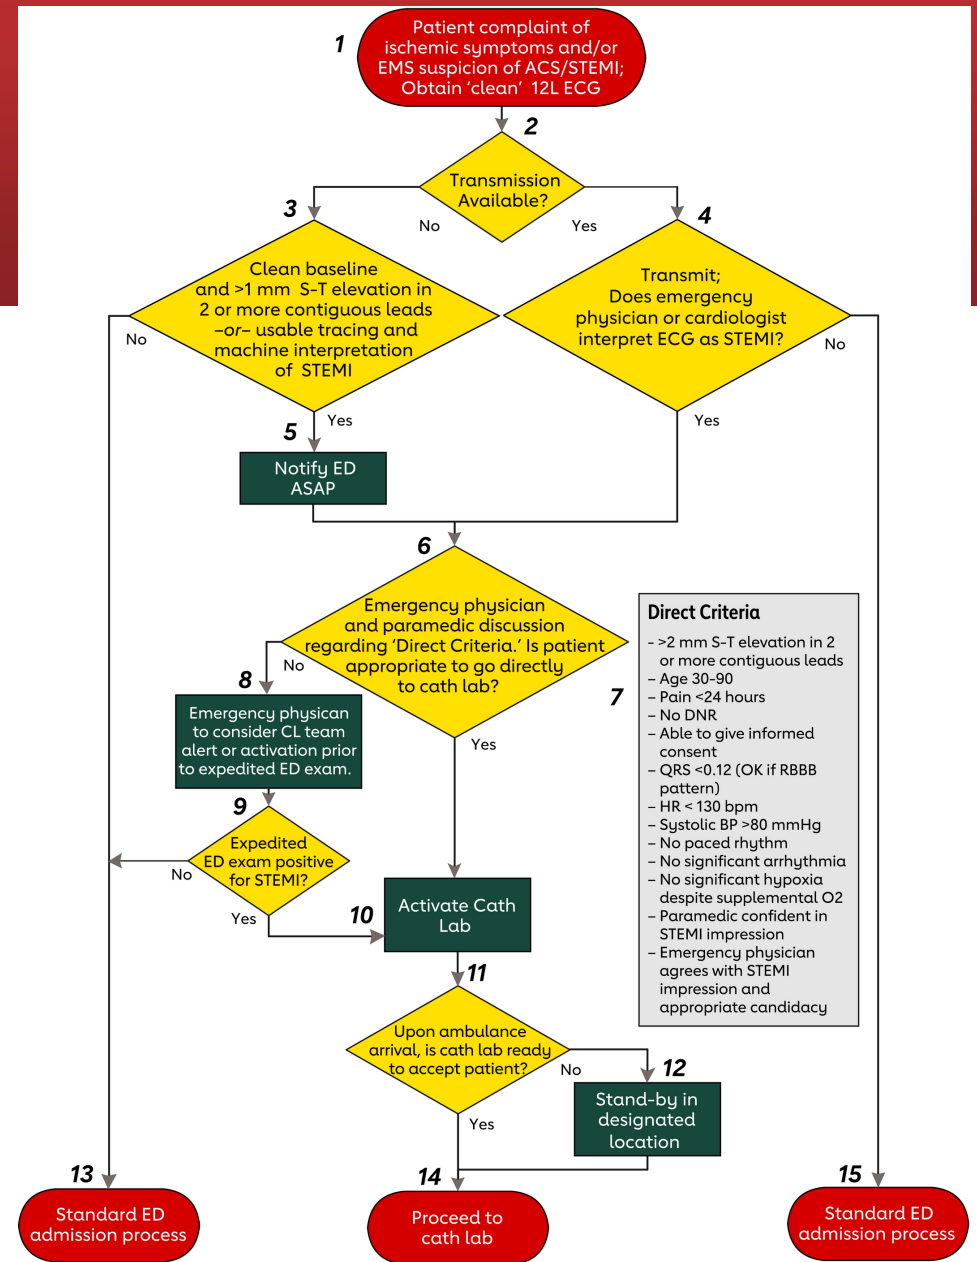 1
Patient complaint of
ischemic symptoms and/or
EMS suspicion of ACS/STEMI;
Obtain ‘clean’ 12L ECG
2
Transmission
Available?
No
Yes
3
Clean baseline
and >1 mm S-T elevation in
2 or more contiguous leads
–or– usable tracing and
machine interpretation
of STEMI
No
Yes
4
Transmit;
Does emergency
physician or cardiologist
interpret ECG as STEMI?
No
Yes
5
Notify ED
ASAP
6
Emergency physician
and paramedic discussion
regarding ‘Direct Criteria.’ Is patient
appropriate to go directly
to cath lab?
No
Yes
7
Direct Criteria
- >2 mm S-T elevation in 2
or more contiguous leads
– Age 30-90
– Pain <24 hours
– No DNR
– Able to give informed
consent
– QRS <0.12 (OK if RBBB
pattern)
– HR < 130 bpm
– Systolic BP >80 mmHg
– No paced rhythm
– No significant arrhythmia
– No significant hypoxia
despite supplemental O2
– Paramedic confident in
STEMI impression
– Emergency physician
agrees with STEMI
impression and
appropriate candidacy
8
Emergency physican
to consider CL team
alert or activation prior
to expedited ED exam.
9
Expedited
ED exam positive
for STEMI?
No
Yes
10
Activate Cath
Lab
11
Upon ambulance
arrival, is cath lab ready
to accept patient?
No
Yes
12
Stand-by in
designated
location
13
Standard ED
admission process
14
Proceed to
cath lab
15
Standard ED
admission process